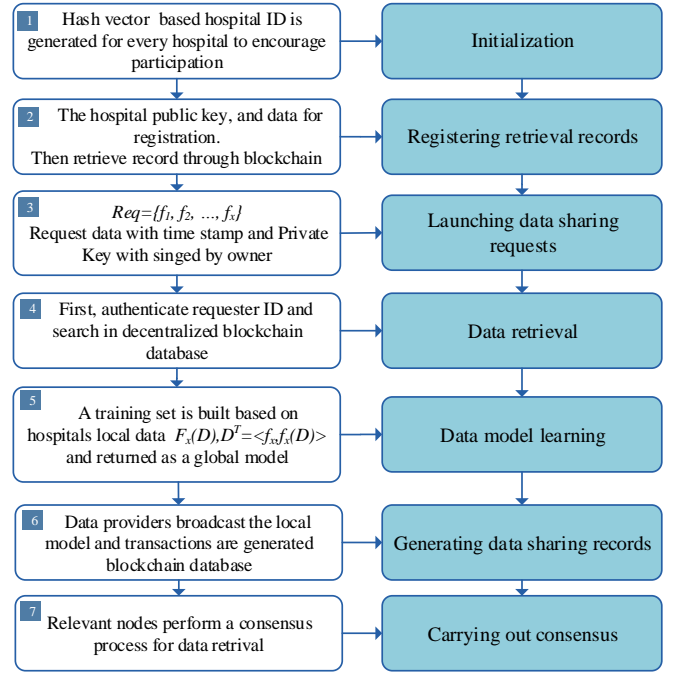 1
Hash vector based hospital ID is
generated for every hospital to encourage
participation
Initialization
2
The hospital public key, and data for
registration.
Then retrieve record through blockchain
Registering retrieval records
3
Req={f₁, f₂, ..., fₓ}
Request data with time stamp and Private
Key with singed by owner
Launching data sharing
requests
4
First, authenticate requester ID and
search in decentralized blockchain
database
Data retrieval
5
A training set is built based on
hospitals local data Fₓ(D),Dᵀ=<fₓ,fₓ(D)>
and returned as a global model
Data model learning
6
Data providers broadcast the local
model and transactions are generated
blockchain database
Generating data sharing records
7
Relevant nodes perform a consensus
process for data retrival
Carrying out consensus